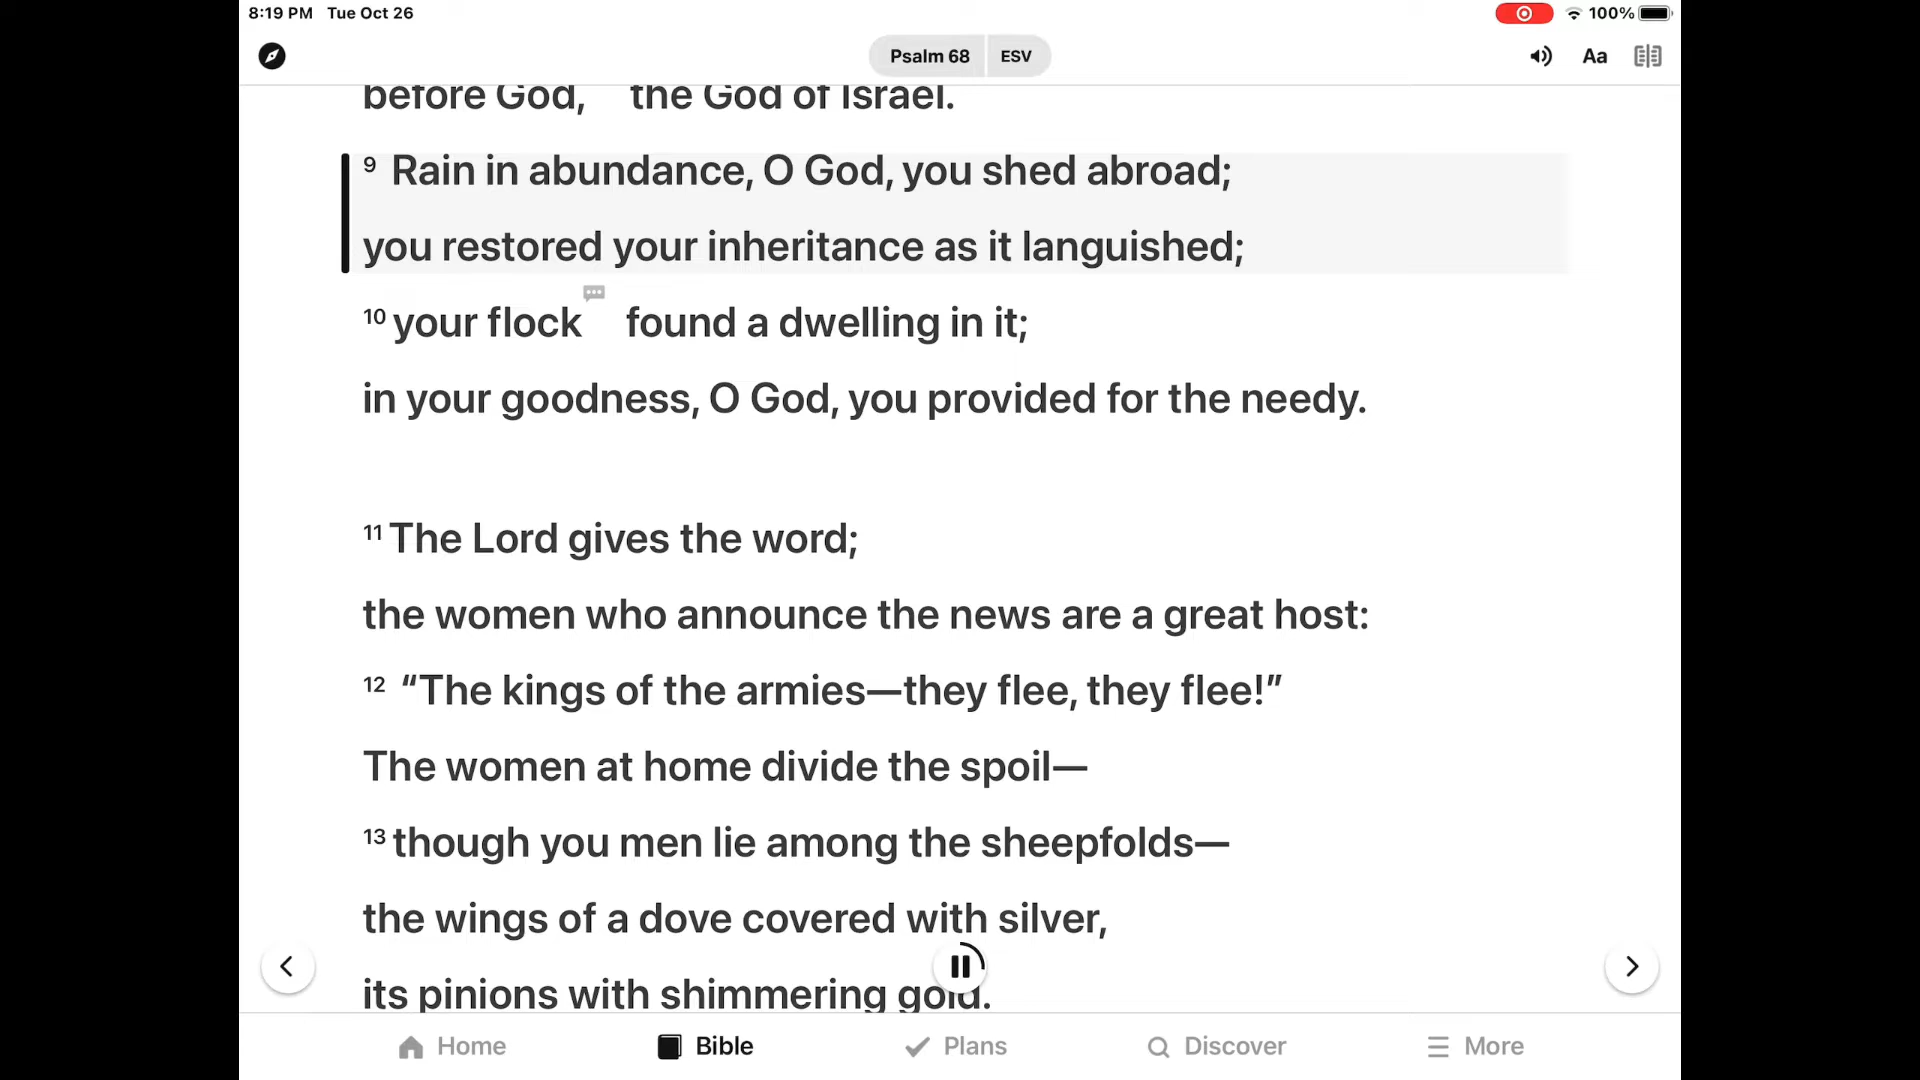 8:19 PM Tue Oct 26
100%
Psalm 68 ESV
Aa
before God, the God of Israel.
9 Rain in abundance, O God, you shed abroad;
you restored your inheritance as it languished;
10 your flock found a dwelling in it;
in your goodness, O God, you provided for the needy.
11 The Lord gives the word;
the women who announce the news are a great host:
12 “The kings of the armies—they flee, they flee!”
The women at home divide the spoil—
13 though you men lie among the sheepfolds—
the wings of a dove covered with silver,
its pinions with shimmering gold.
Home Bible Plans Discover More